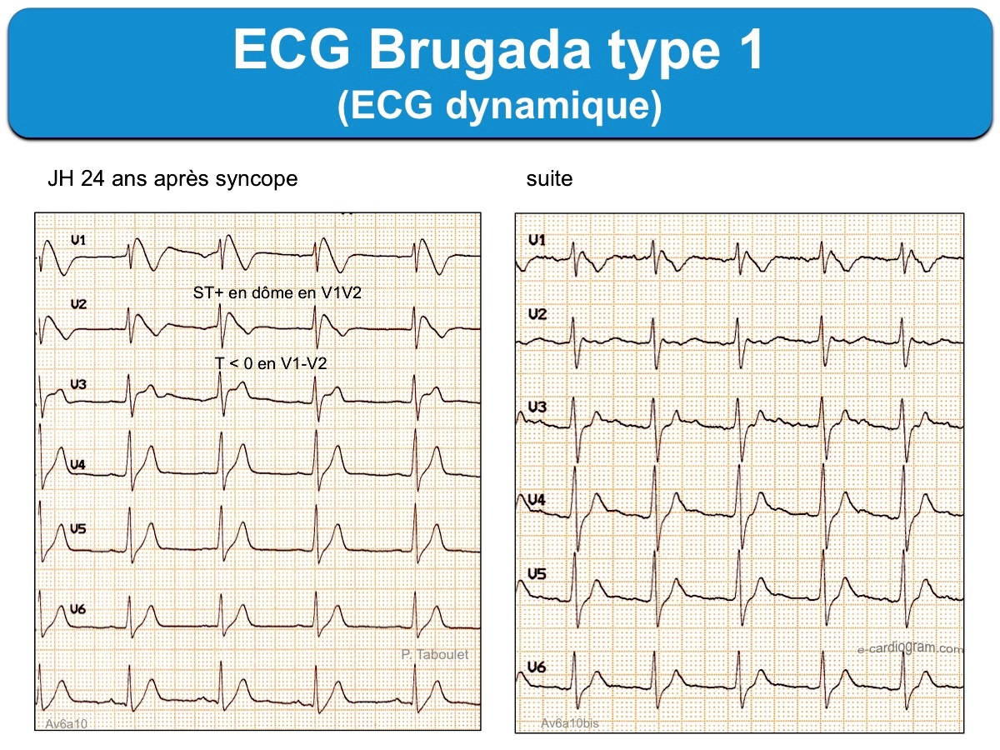 ECG Brugada type 1
(ECG dynamique)
JH 24 ans après syncope
suite
V1
ST+ en dôme en V1V2
V2
T < 0 en V1-V2
V3
V4
V5
V6
P. Taboulet
Av6a10
V1
V2
V3
V4
V5
e-cardiogram.com
V6
Av6a10bis